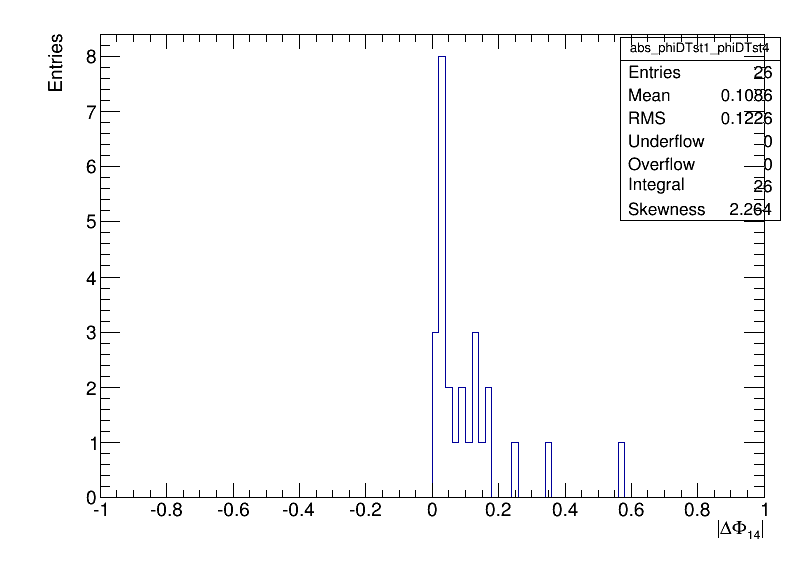 Entries
8
7
6
5
4
3
2
1
0
-1 -0.8 -0.6 -0.4 -0.2 0 0.2 0.4 0.6 0.8 1
|ΔΦ14|
abs_phiDTst1_phiDTst4
Entries 26
Mean 0.1086
RMS 0.1226
Underflow 0
Overflow 0
Integral 26
Skewness 2.264